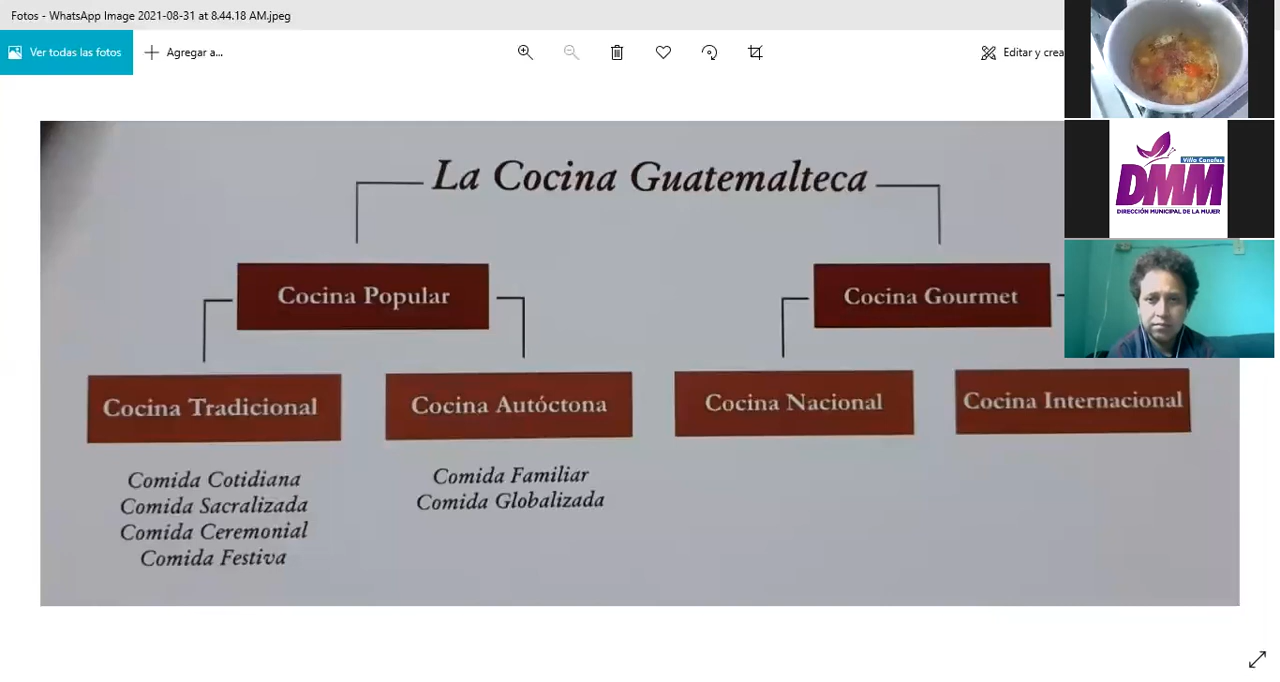 Fotos - WhatsApp Image 2021-08-31 at 8.44.18 AM.jpeg
Ver todas las fotos
Agregar a...
Editar y crea
Villa Canales
DMM
DIRECCIÓN MUNICIPAL DE LA MUJER
La Cocina Guatemalteca
Cocina Popular
Cocina Gourmet
Cocina Tradicional
Cocina Autóctona
Cocina Nacional
Cocina Internacional
Comida Cotidiana
Comida Sacralizada
Comida Ceremonial
Comida Festiva
Comida Familiar
Comida Globalizada